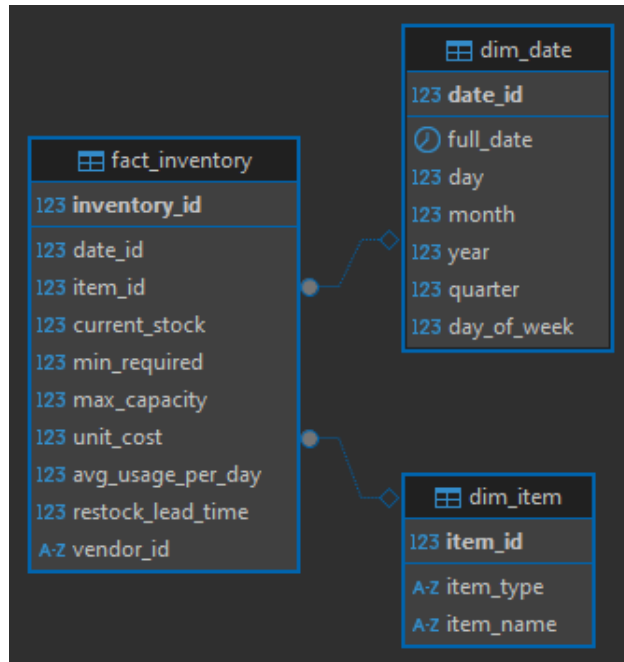 dim_date
123 date_id
full_date
123 day
123 month
123 year
123 quarter
123 day_of_week
fact_inventory
123 inventory_id
123 date_id
123 item_id
123 current_stock
123 min_required
123 max_capacity
123 unit_cost
123 avg_usage_per_day
123 restock_lead_time
A-Z vendor_id
dim_item
123 item_id
A-Z item_type
A-Z item_name